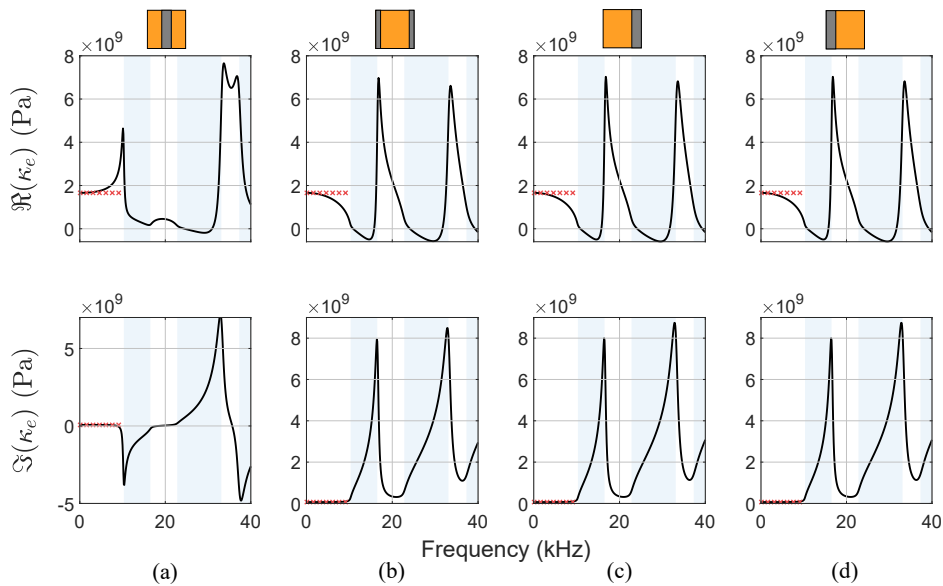 ×10⁹ ×10⁹ ×10⁹ ×10⁹
8 8 8 8
6 6 6 6
4 4 4 4
2 2 2 2
0 0 0 0
ℜ(κₑ) (Pa)
×10⁹ ×10⁹ ×10⁹ ×10⁹
8 8 8
5 6 6 6
0 4 4 4
2 2 2
-5 0 0 0
ℑ(κₑ) (Pa)
0 20 40 0 20 40 0 20 40 0 20 40
Frequency (kHz)
(a) (b) (c) (d)